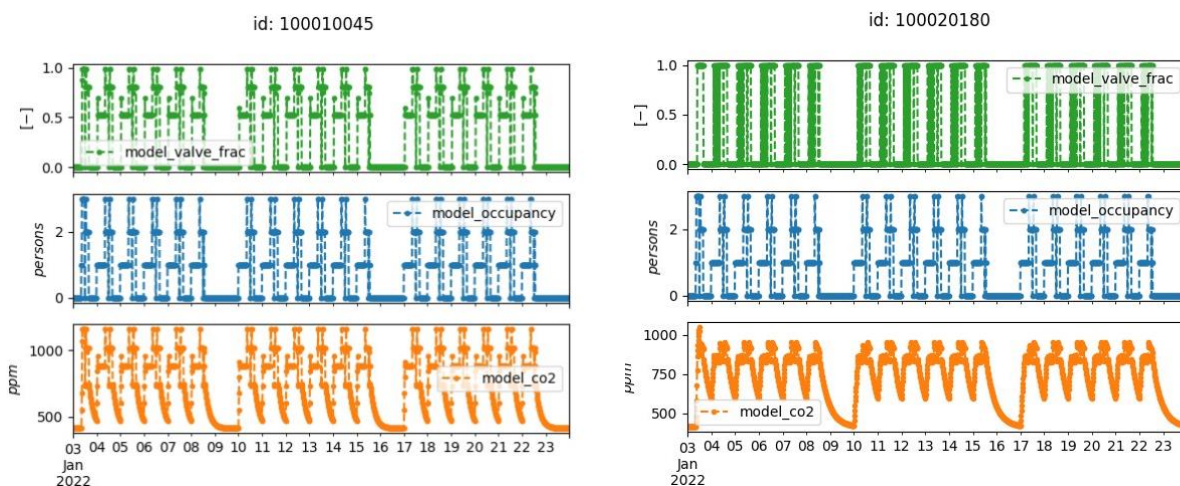 id: 100010045
1.0
[−]
0.5
0.0
model_valve_frac
persons
2
0
model_occupancy
ppm
1000
500
model_co2
03 04 05 06 07 08 09 10 11 12 13 14 15 16 17 18 19 20 21 22 23
Jan
2022
id: 100020180
1.0
[−]
0.5
0.0
model_valve_frac
persons
2
0
model_occupancy
ppm
1000
750
500
model_co2
03 04 05 06 07 08 09 10 11 12 13 14 15 16 17 18 19 20 21 22 23
Jan
2022